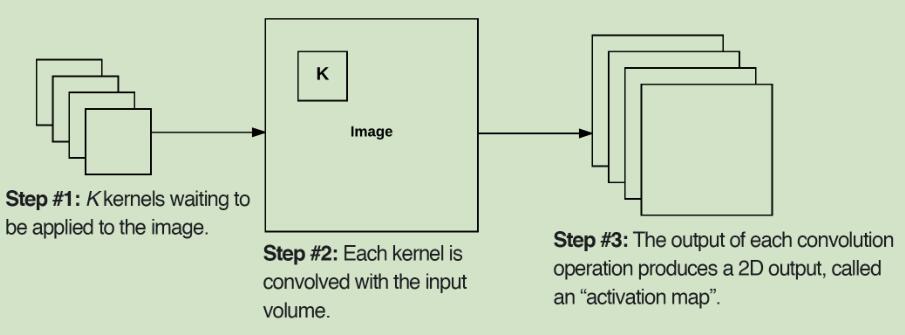 K
Image
Step #1: K kernels waiting to
be applied to the image.
Step #2: Each kernel is
convolved with the input
volume.
Step #3: The output of each convolution
operation produces a 2D output, called
an “activation map”.